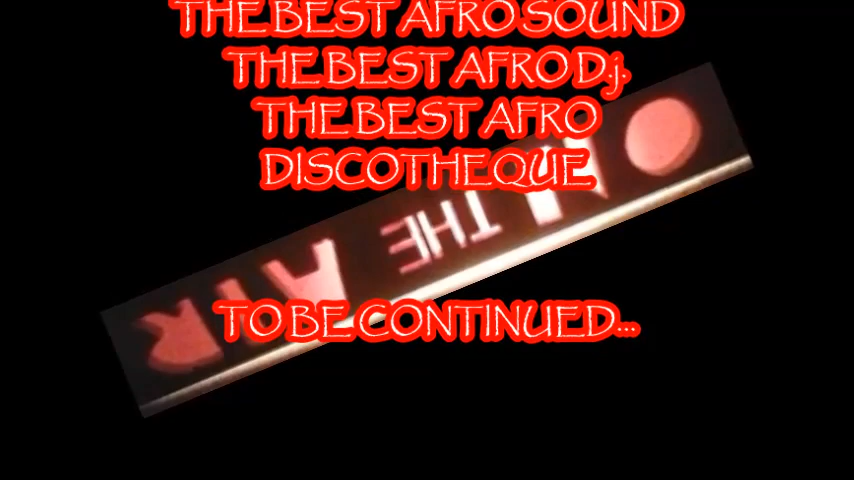 THE BEST AFRO SOUND
THE BEST AFRO D.j.
THE BEST AFRO
DISCOTHEQUE
ON THE AIR
TO BE CONTINUED...